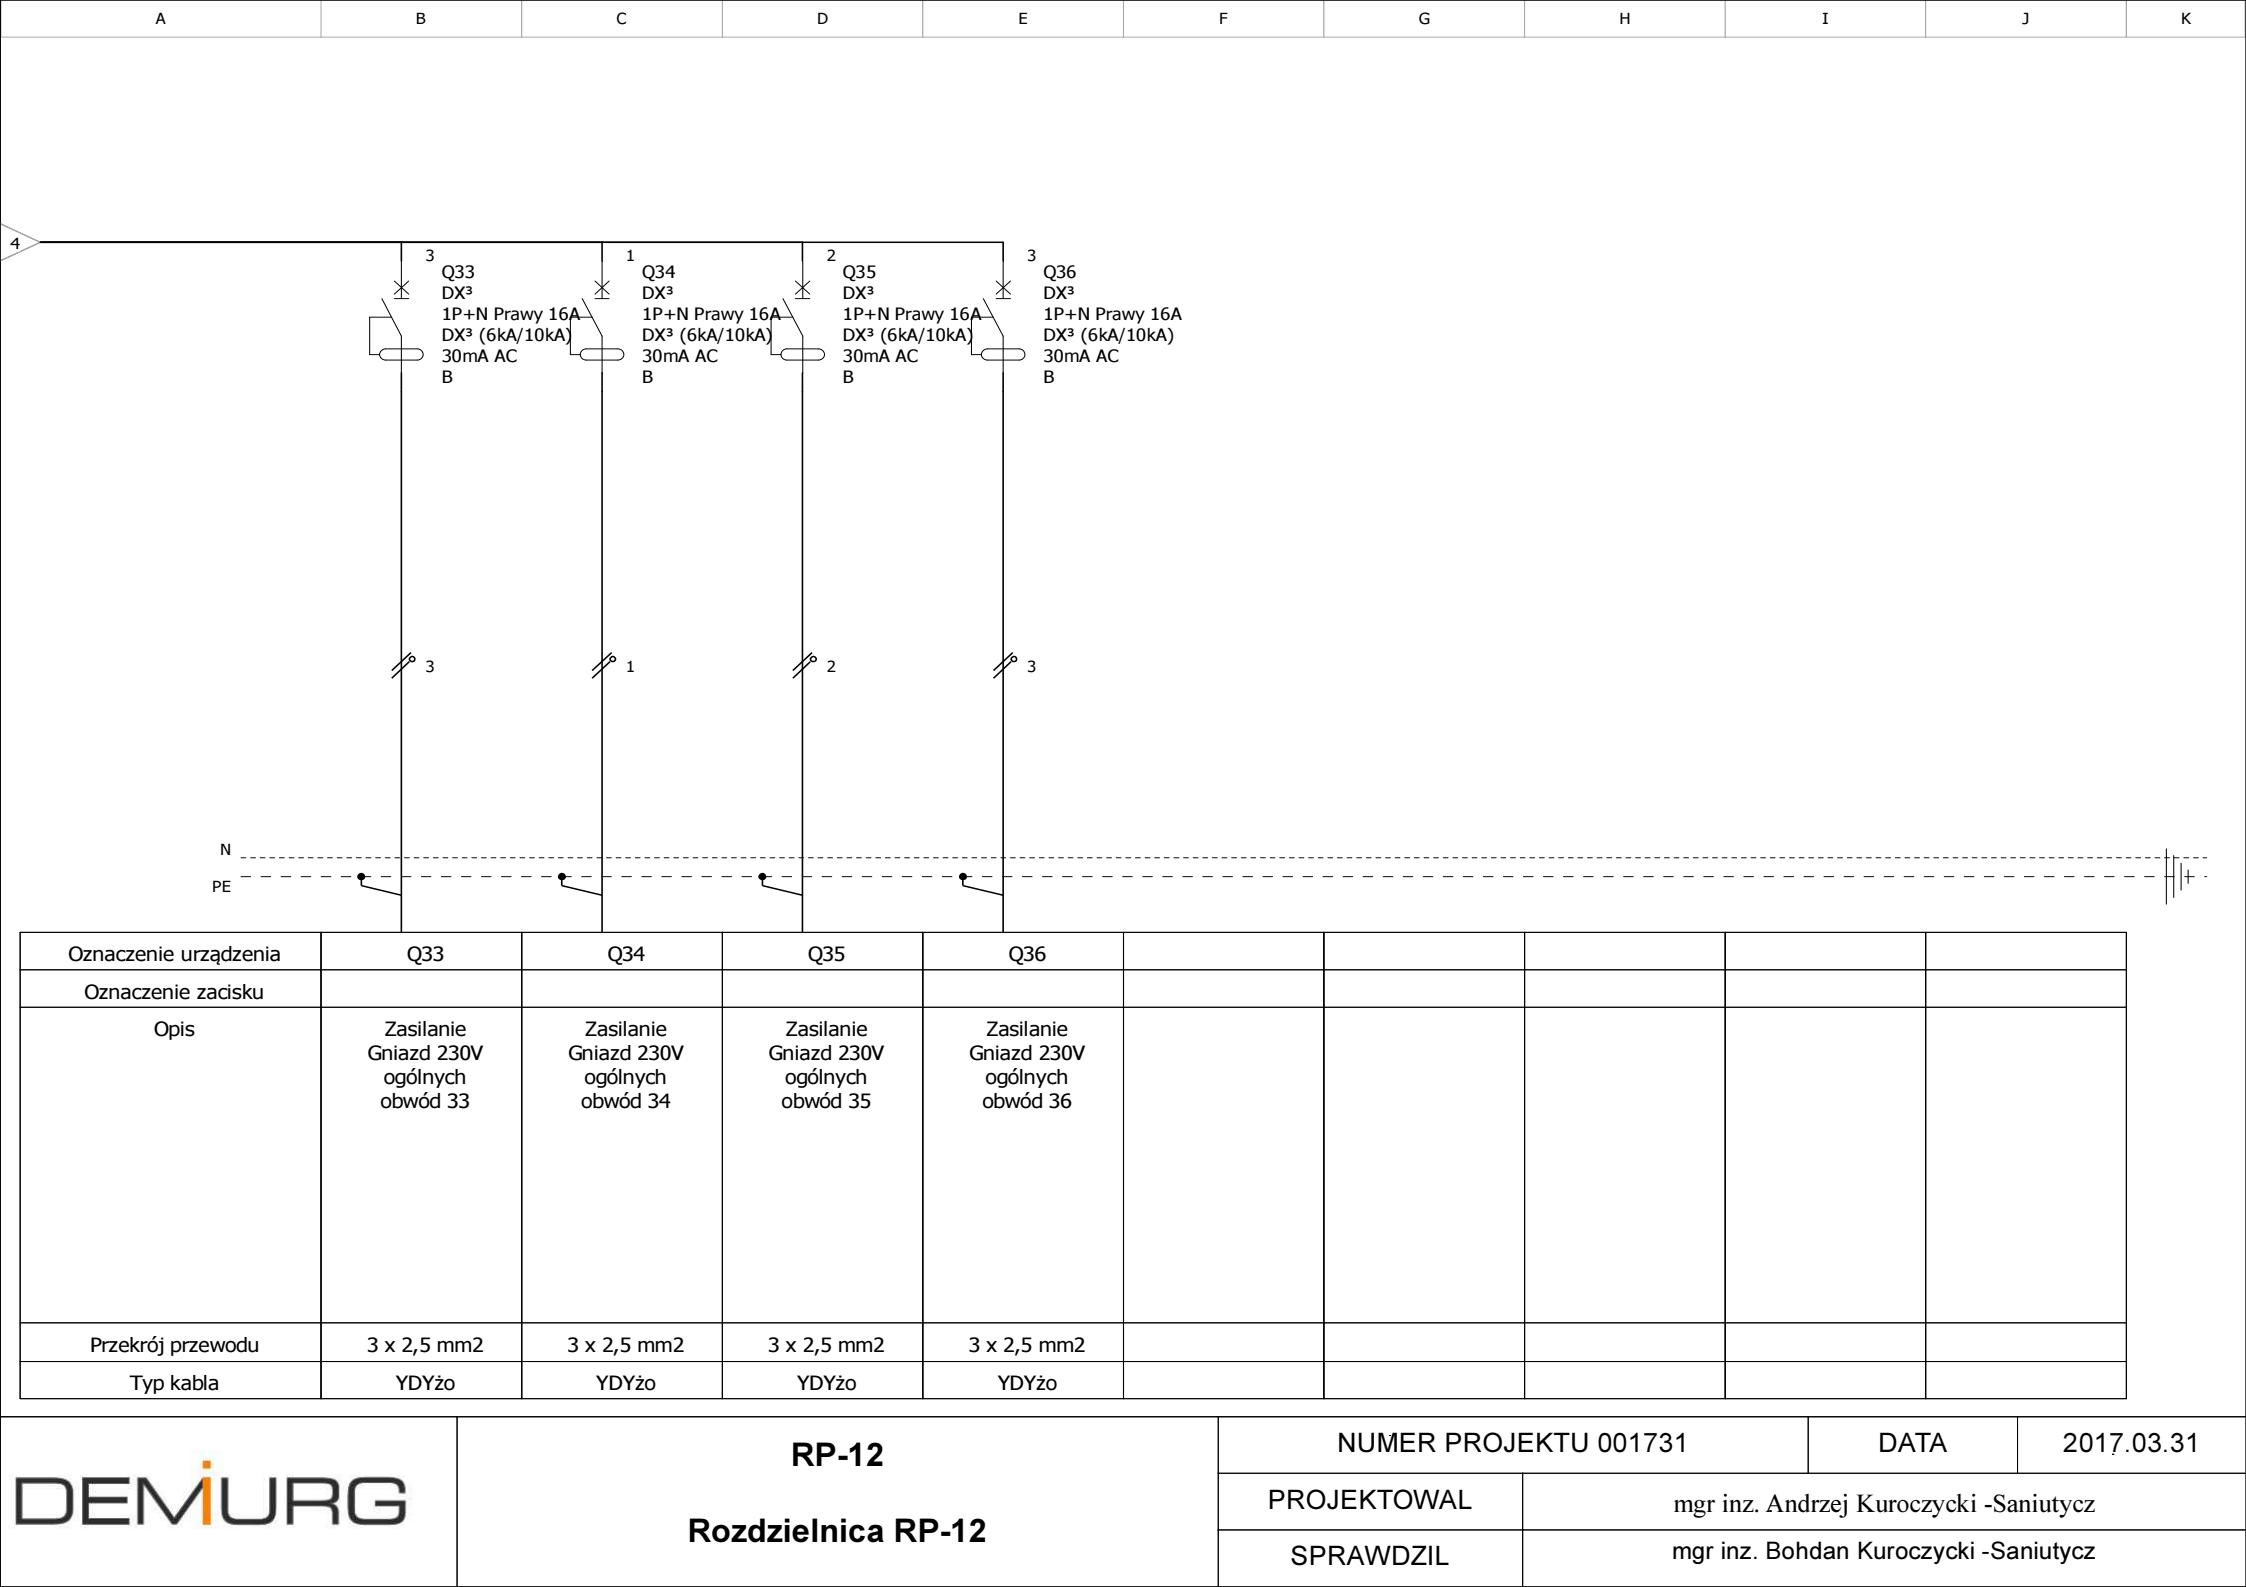 A B C D E F G H I J K
4
3 1 2 3
Q33 Q34 Q35 Q36
DX³ DX³ DX³ DX³
1P+N Prawy 16A 1P+N Prawy 16A 1P+N Prawy 16A 1P+N Prawy 16A
DX³ (6kA/10kA) DX³ (6kA/10kA) DX³ (6kA/10kA) DX³ (6kA/10kA)
30mA AC 30mA AC 30mA AC 30mA AC
B B B B
3 1 2 3
N
PE
Oznaczenie urządzenia Q33 Q34 Q35 Q36
Oznaczenie zacisku
Opis Zasilanie Zasilanie Zasilanie Zasilanie
Gniazd 230V Gniazd 230V Gniazd 230V Gniazd 230V
ogólnych ogólnych ogólnych ogólnych
obwód 33 obwód 34 obwód 35 obwód 36
Przekrój przewodu 3 x 2,5 mm2 3 x 2,5 mm2 3 x 2,5 mm2 3 x 2,5 mm2
Typ kabla YDYżo YDYżo YDYżo YDYżo
DEMiURG
RP-12
Rozdzielnica RP-12
NUMER PROJEKTU 001731 DATA 2017.03.31
PROJEKTOWAL mgr inz. Andrzej Kuroczycki -Saniutycz
SPRAWDZIL mgr inz. Bohdan Kuroczycki -Saniutycz